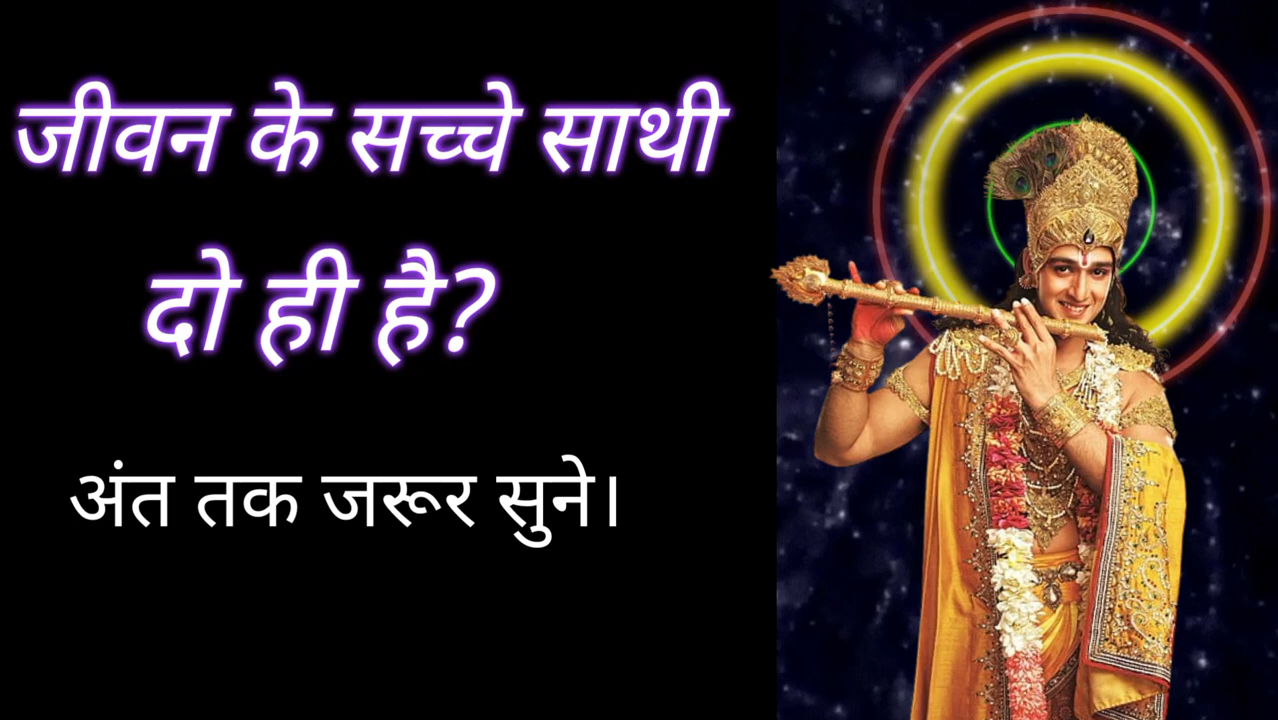 जीवन के सच्चे साथी
दो ही है?
अंत तक जरूर सुने।